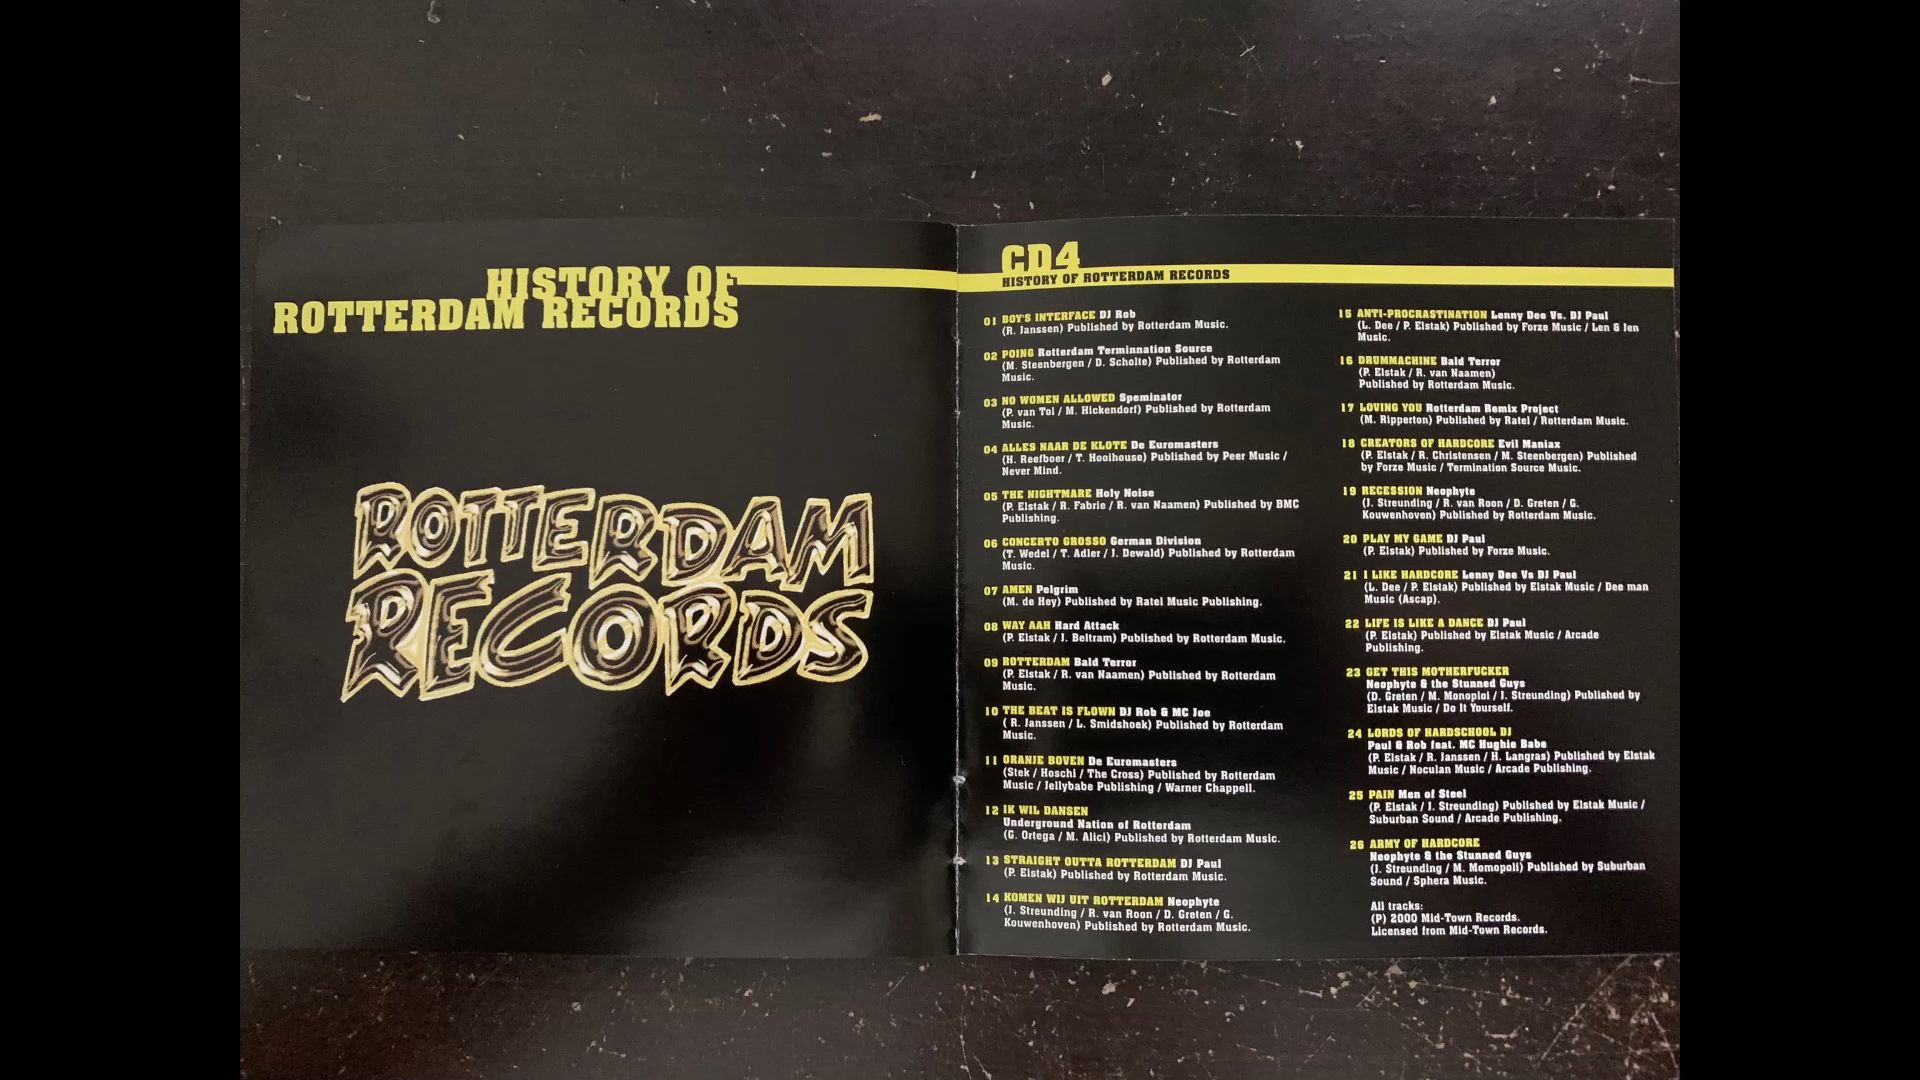 HISTORY OF
ROTTERDAM RECORDS
ROTTERDAM
RECORDS
CD4
HISTORY OF ROTTERDAM RECORDS
01 BOY'S INTERFACE DJ Rob
(R. Janssen) Published by Rotterdam Music.
02 POING Rotterdam Terminnation Source
(M. Steenbergen / D. Scholte) Published by Rotterdam
Music.
03 NO WOMEN ALLOWED Speminator
(P. van Tol / M. Hickendorf) Published by Rotterdam
Music.
04 ALLES NAAR DE KLOTE De Euromasters
(H. Reefboer / T. Hooihouse) Published by Peer Music /
Never Mind.
05 THE NIGHTMARE Holy Noise
(P. Elstak / R. Fabrie / R. van Naamen) Published by BMC
Publishing.
06 CONCERTO GROSSO German Division
(T. Wedel / T. Adler / J. Dewald) Published by Rotterdam
Music.
07 AMEN Pelgrim
(M. de Hey) Published by Ratel Music Publishing.
08 WAY AAH Hard Attack
(P. Elstak / J. Beltram) Published by Rotterdam Music.
09 ROTTERDAM Bald Terror
(P. Elstak / R. van Naamen) Published by Rotterdam
Music.
10 THE BEAT IS FLOWN DJ Rob & MC Joe
( R. Janssen / L. Smidshoek) Published by Rotterdam
Music.
11 ORANJE BOVEN De Euromasters
(Stek / Hoschi / The Cross) Published by Rotterdam
Music / Jellybabe Publishing / Warner Chappell.
12 IK WIL DANSEN
Underground Nation of Rotterdam
(G. Ortega / M. Alici) Published by Rotterdam Music.
13 STRAIGHT OUTTA ROTTERDAM DJ Paul
(P. Elstak) Published by Rotterdam Music.
14 KOMEN WIJ UIT ROTTERDAM Neophyte
(J. Streunding / R. van Roon / D. Greten / G.
Kouwenhoven) Published by Rotterdam Music.
15 ANTI-PROCRASTINATION Lenny Dee Vs. DJ Paul
(L. Dee / P. Elstak) Published by Forze Music / Len & Jen
Music.
16 DRUMMACHINE Bald Terror
(P. Elstak / R. van Naamen)
Published by Rotterdam Music.
17 LOVING YOU Rotterdam Remix Project
(M. Ripperton) Published by Ratel / Rotterdam Music.
18 CREATORS OF HARDCORE Evil Maniax
(P. Elstak / R. Christensen / M. Steenbergen) Published
by Forze Music / Termination Source Music.
19 RECESSION Neophyte
(J. Streunding / R. van Roon / D. Greten / G.
Kouwenhoven) Published by Rotterdam Music.
20 PLAY MY GAME DJ Paul
(P. Elstak) Published by Forze Music.
21 I LIKE HARDCORE Lenny Dee Vs DJ Paul
(L. Dee / P. Elstak) Published by Elstak Music / Dee man
Music (Ascap).
22 LIFE IS LIKE A DANCE DJ Paul
(P. Elstak) Published by Elstak Music / Arcade
Publishing.
23 GET THIS MOTHERFUCKER
Neophyte & the Stunned Guys
(D. Greten / M. Monoploi / J. Streunding) Published by
Elstak Music / Do It Yourself.
24 LORDS OF HARDSCHOOL DJ
Paul & Rob feat. MC Hughie Babe
(P. Elstak / R. Janssen / H. Langras) Published by Elstak
Music / Noculan Music / Arcade Publishing.
25 PAIN Men of Steel
(P. Elstak / J. Streunding) Published by Elstak Music /
Suburban Sound / Arcade Publishing.
26 ARMY OF HARDCORE
Neophyte & the Stunned Guys
(J. Streunding / M. Momopoli) Published by Suburban
Sound / Sphera Music.
All tracks:
(P) 2000 Mid-Town Records.
Licensed from Mid-Town Records.